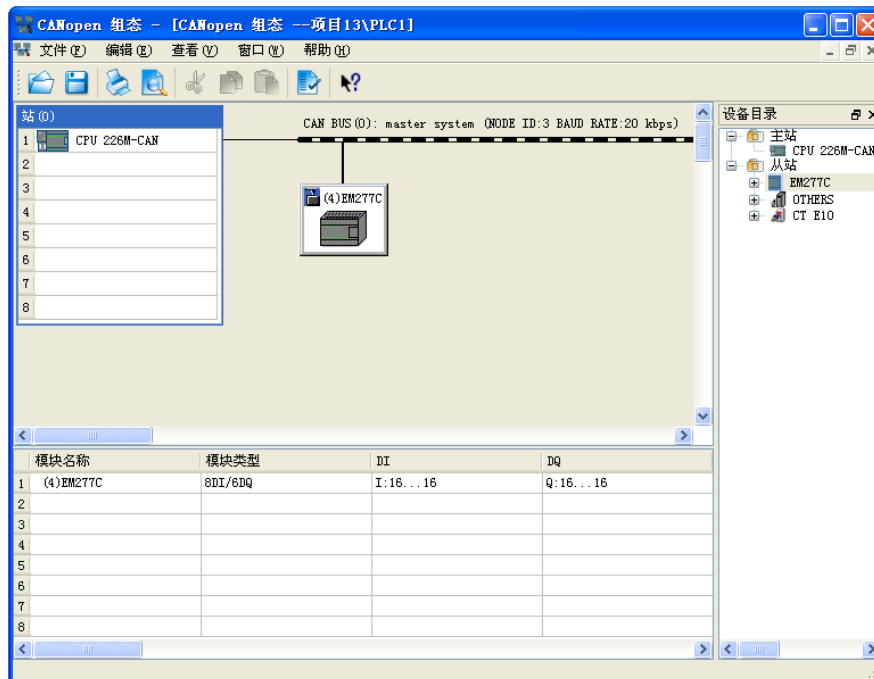 CANopen 组态 - [CANopen 组态 --项目13\PLC1]
文件(F) 编辑(E) 查看(V) 窗口(W) 帮助(H)
站(0)
1 CPU 226M-CAN
2
3
4
5
6
7
8
CAN BUS(0): master system (NODE ID:3 BAUD RATE:20 kbps)
(4)EM277C
设备目录
主站
CPU 226M-CAN
从站
EM277C
OTHERS
CT E10
模块名称 模块类型 DI DQ
1 (4)EM277C 8DI/6DQ I:16...16 Q:16...16
2
3
4
5
6
7
8